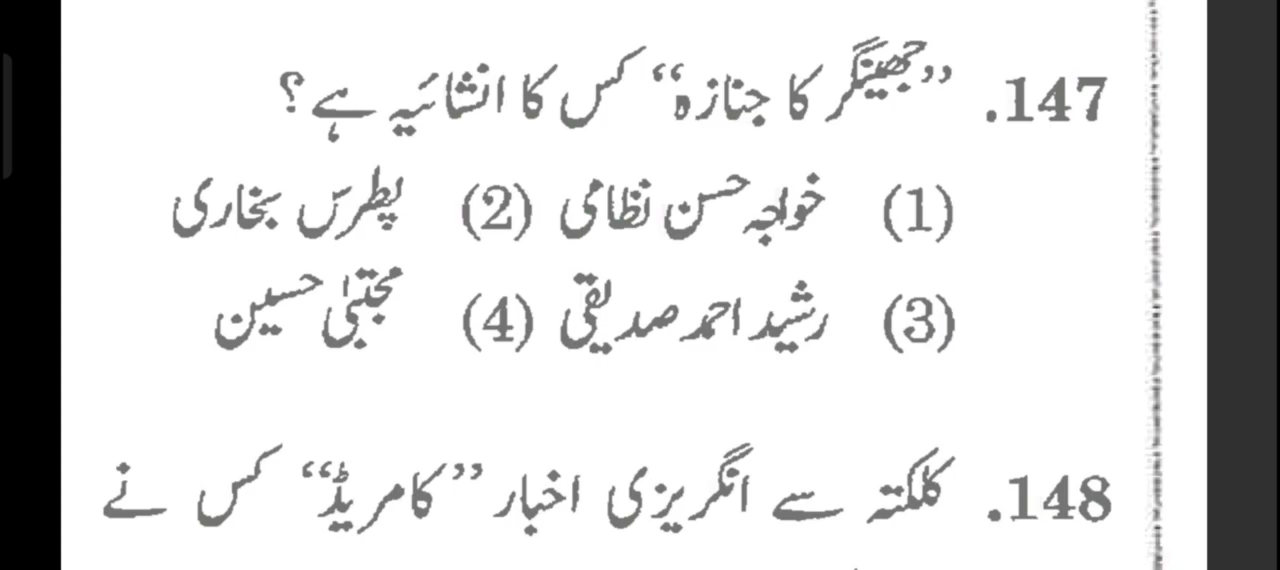 147. ”جھینگر کا جنازہ“ کس کا انشائیہ ہے؟
(1) خواجہ حسن نظامی (2) پطرس بخاری
(3) رشید احمد صدیقی (4) مجتبیٰ حسین
148. کلکتہ سے انگریزی اخبار ”کامریڈ“ کس نے